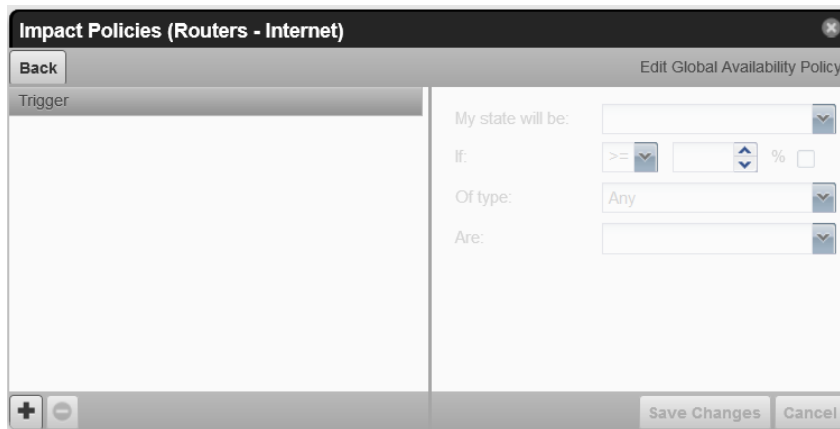 Impact Policies (Routers - Internet)
Back
Edit Global Availability Policy
Trigger
My state will be:
If: >= %
Of type: Any
Are:
Save Changes Cancel